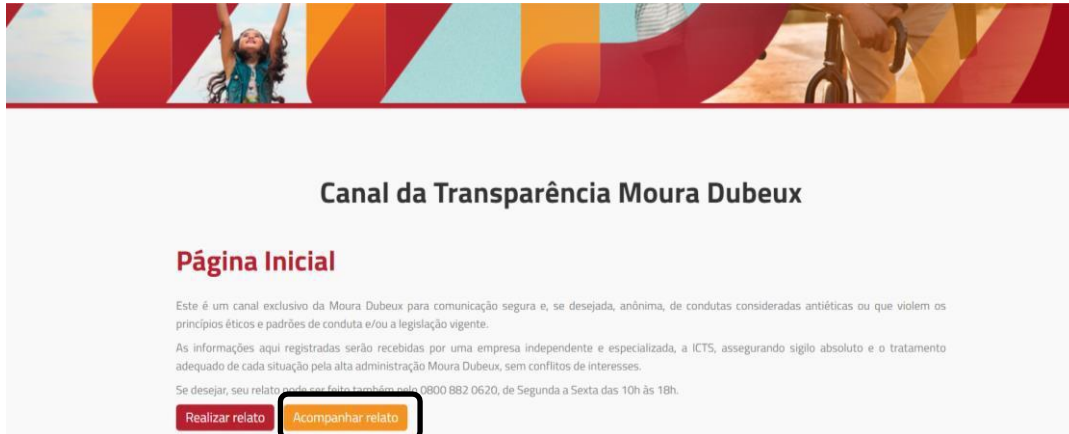 Canal da Transparência Moura Dubeux
Página Inicial
Este é um canal exclusivo da Moura Dubeux para comunicação segura e, se desejada, anônima, de condutas consideradas antiéticas ou que violem os
princípios éticos e padrões de conduta e/ou a legislação vigente.
As informações aqui registradas serão recebidas por uma empresa independente e especializada, a ICTS, assegurando sigilo absoluto e o tratamento
adequado de cada situação pela alta administração Moura Dubeux, sem conflitos de interesses.
Se desejar, seu relato pode ser feito também pelo 0800 882 0620, de Segunda a Sexta das 10h às 18h.
Realizar relato Acompanhar relato